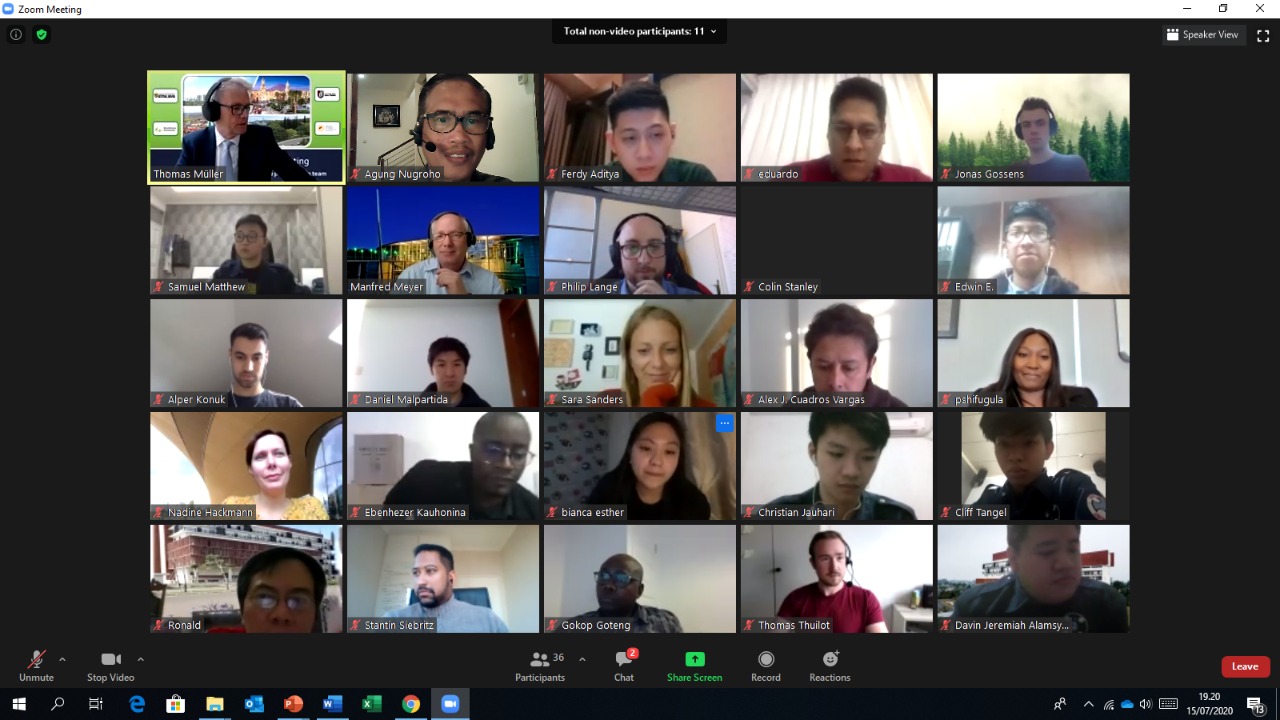 Zoom Meeting
Total non-video participants: 11
Speaker View
Thomas Müller
Agung Nugroho
Ferdy Aditya
eduardo
Jonas Gossens
Samuel Matthew
Manfred Meyer
Philip Lange
Colin Stanley
Edwin E.
Alper Konuk
Daniel Malpartida
Sara Sanders
Alex J. Cuadros Vargas
pshifugula
Nadine Hackmann
Ebenhezer Kauhonina
bianca esther
Christian Jauhari
Cliff Tangel
Ronald
Stantin Siebritz
Gokop Goteng
Thomas Thuilot
Davin Jeremiah Alamsy...
Unmute
Stop Video
36
Participants
2
Chat
Share Screen
Record
Reactions
Leave
19.20
15/07/2020
13